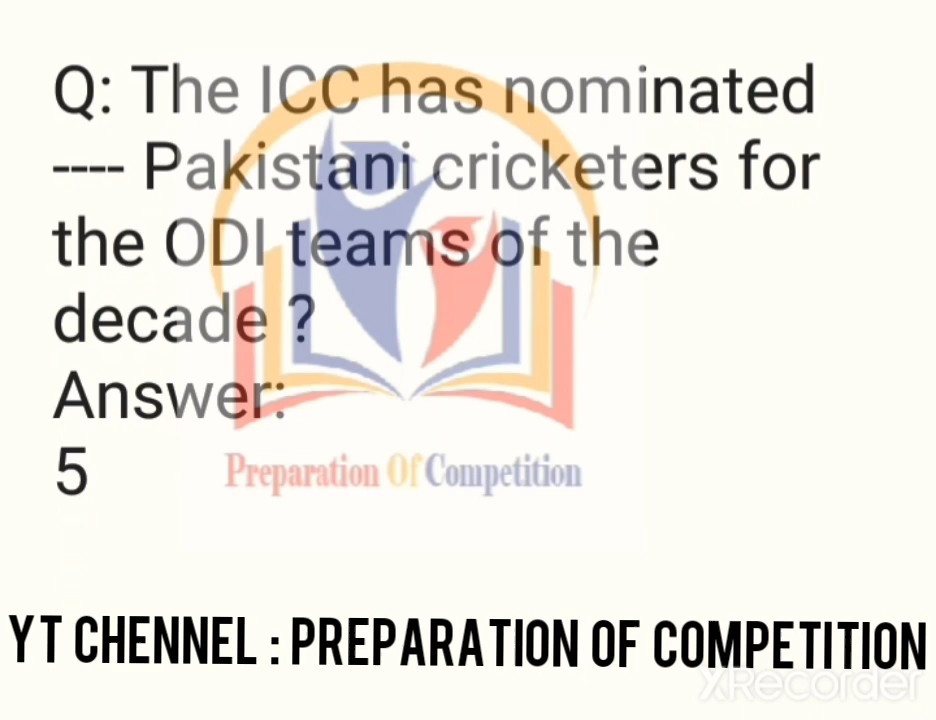 Q: The ICC has nominated
---- Pakistani cricketers for
the ODI teams of the
decade ?
Answer:
5
Preparation Of Competition
YT CHENNEL : PREPARATION OF COMPETITION
XRecorder